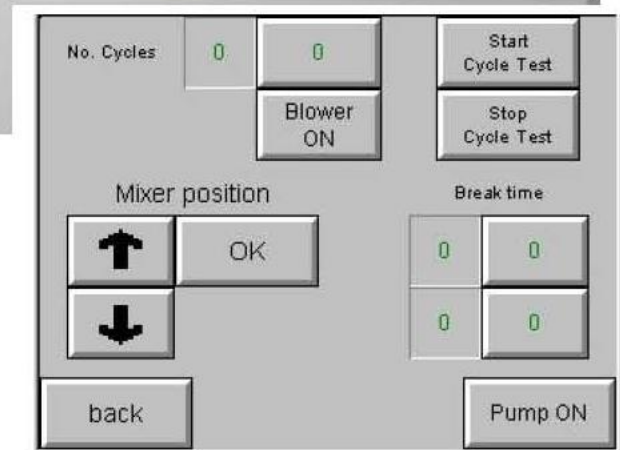 No. Cycles 0 0
Start
Cycle Test
Blower
ON
Stop
Cycle Test
Mixer position
Break time
OK
0 0
0 0
back
Pump ON